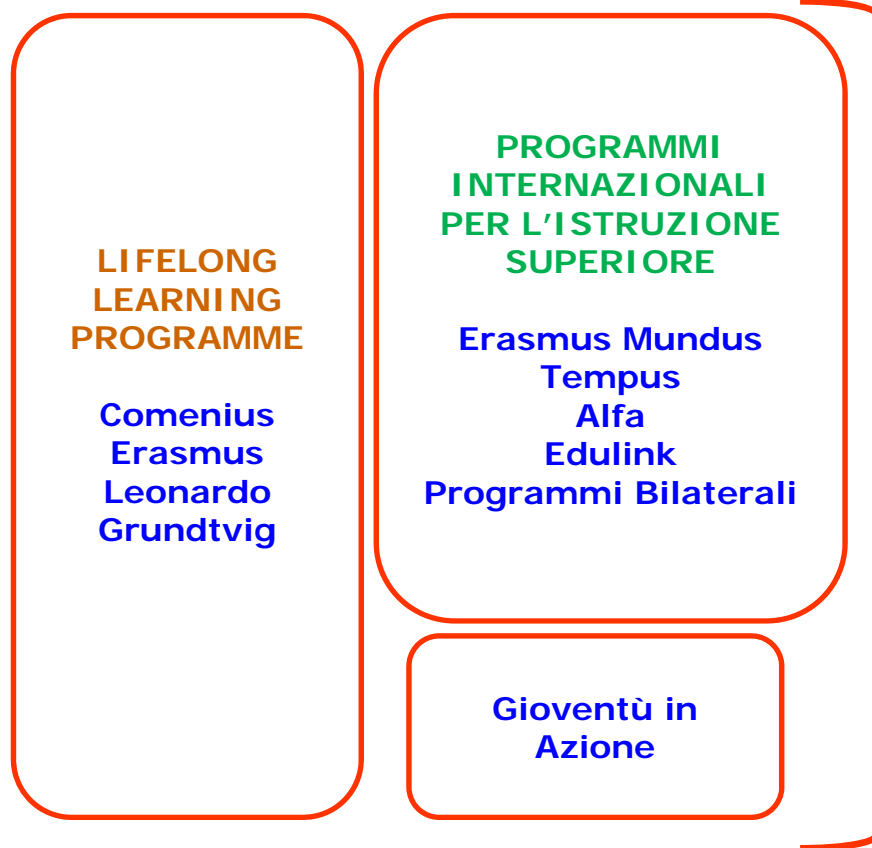 LIFELONG
LEARNING
PROGRAMME
Comenius
Erasmus
Leonardo
Grundtvig
PROGRAMMI
INTERNAZIONALI
PER L’ISTRUZIONE
SUPERIORE
Erasmus Mundus
Tempus
Alfa
Edulink
Programmi Bilaterali
Gioventù in
Azione